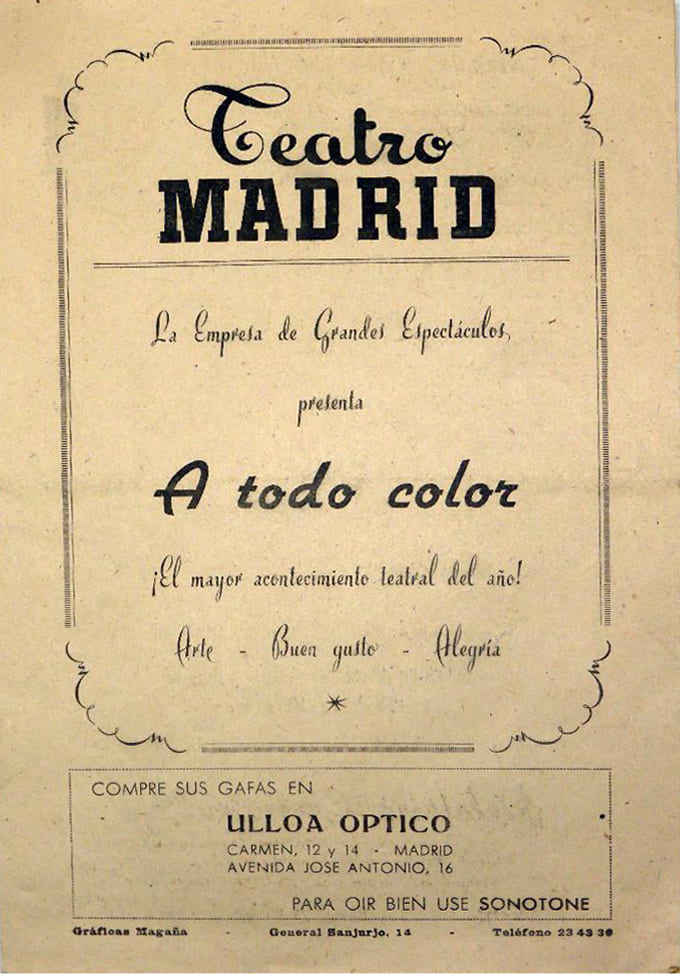 Teatro
MADRID
La Empresa de Grandes Espectáculos,
presenta
A todo color
¡El mayor acontecimiento teatral del año!
Arte - Buen gusto - Alegría
COMPRE SUS GAFAS EN
ULLOA OPTICO
CARMEN, 12 y 14 - MADRID
AVENIDA JOSE ANTONIO, 16
PARA OIR BIEN USE SONOTONE
Gráficas Magaña - General Sanjurjo, 14 - Teléfono 23 43 30